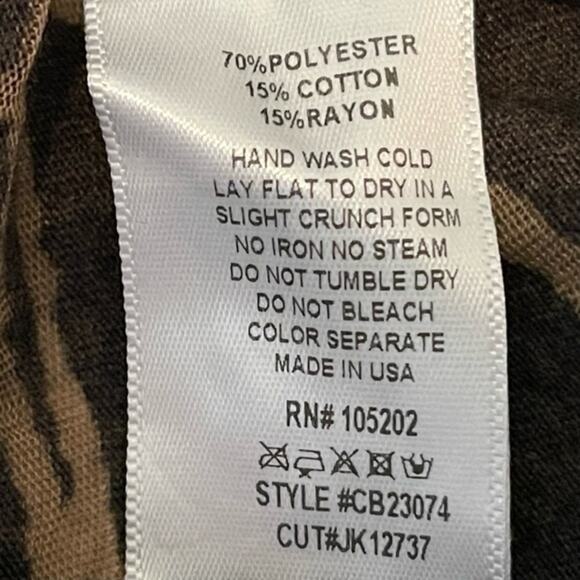 70%POLYESTER
15% COTTON
15%RAYON
HAND WASH COLD
LAY FLAT TO DRY IN A
SLIGHT CRUNCH FORM
NO IRON NO STEAM
DO NOT TUMBLE DRY
DO NOT BLEACH
COLOR SEPARATE
MADE IN USA
RN# 105202
STYLE #CB23074
CUT#JK12737